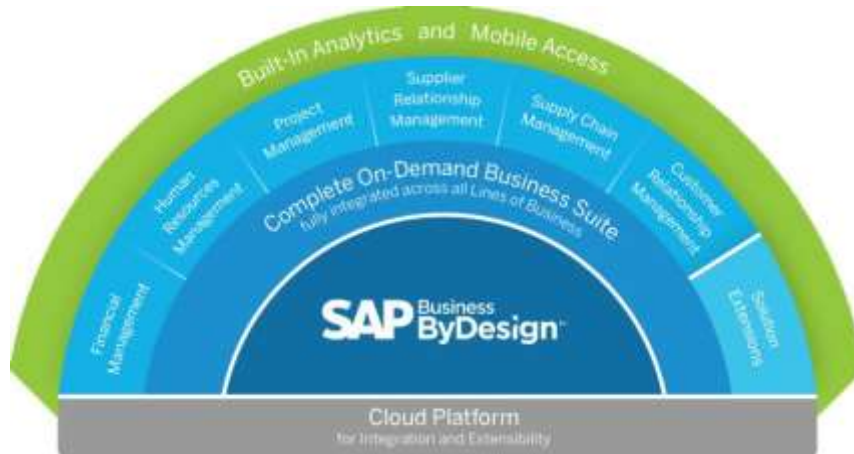 Built-In Analytics and Mobile Access
Financial
Management
Human
Resources
Management
Project
Management
Supplier
Relationship
Management
Supply Chain
Management
Customer
Relationship
Management
Solution
Extensions
Complete On-Demand Business Suite
fully integrated across all Lines of Business
SAP Business
ByDesign™
Cloud Platform
for Integration and Extensibility